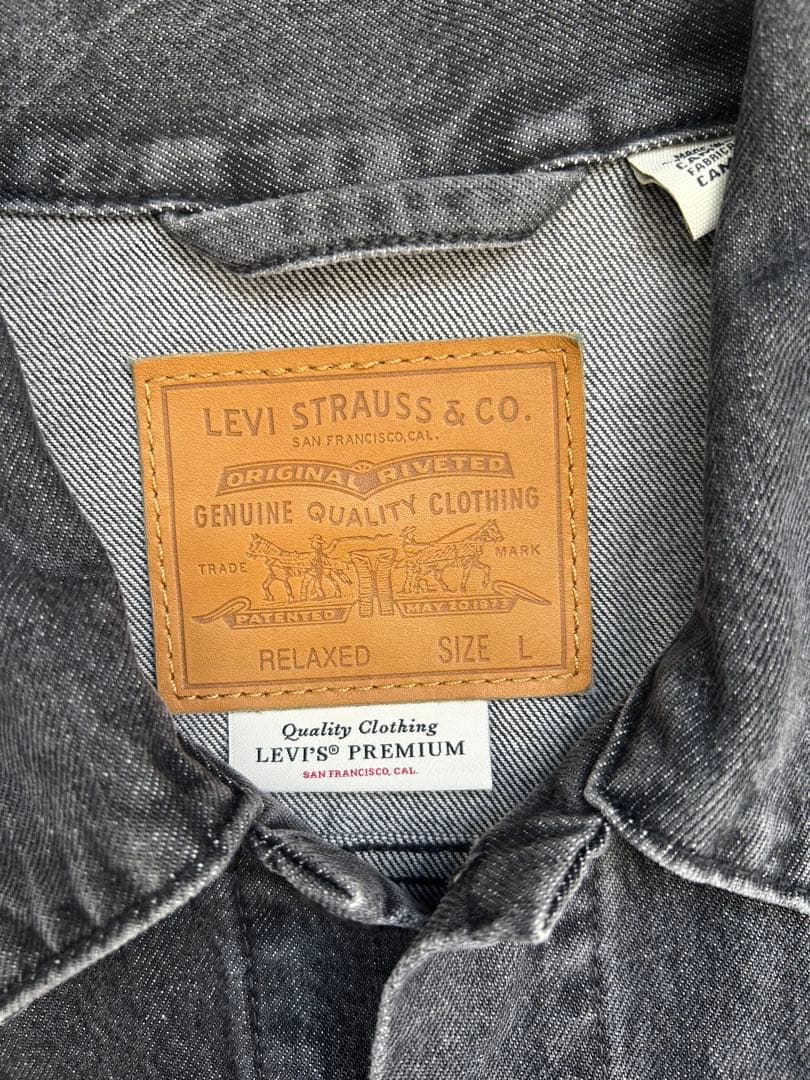 LEVI STRAUSS & CO.
SAN FRANCISCO, CAL.
ORIGINAL RIVETED
GENUINE QUALITY CLOTHING
TRADE MARK
PATENTED MAY 20 1873
RELAXED SIZE L
Quality Clothing
LEVI'S® PREMIUM
SAN FRANCISCO, CAL.